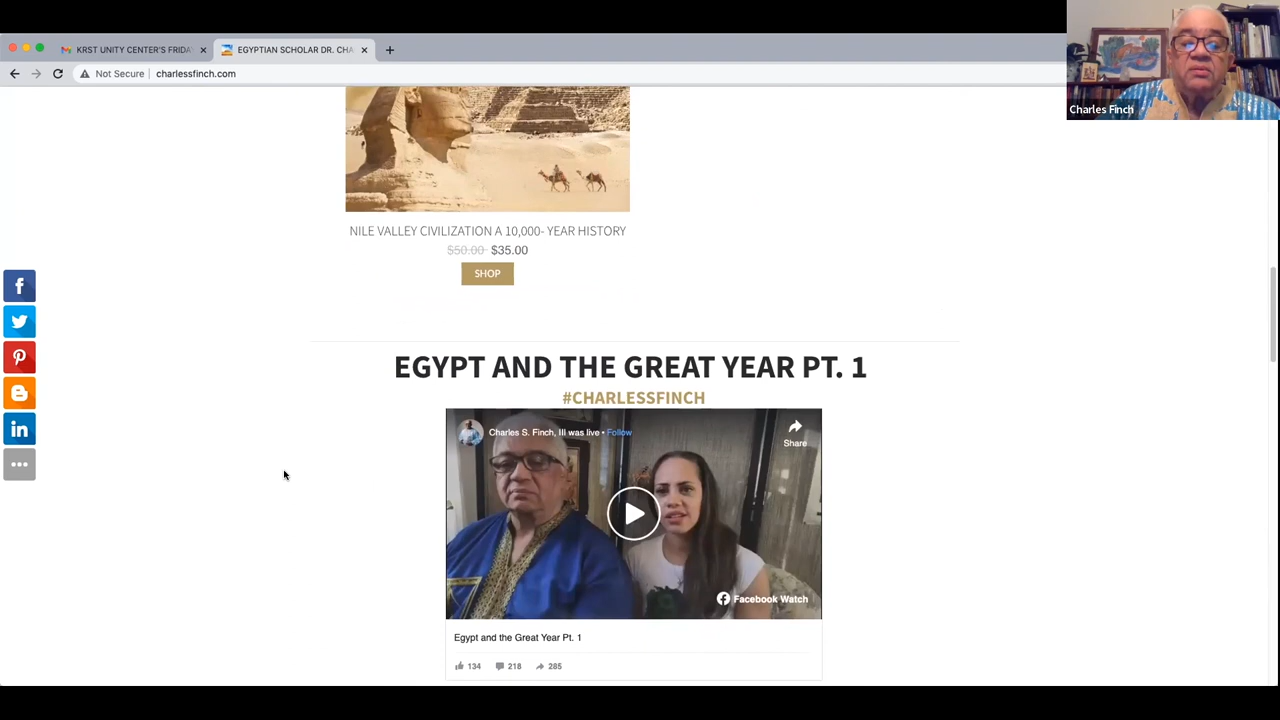 KRST UNITY CENTER'S FRIDA
EGYPTIAN SCHOLAR DR. CHA
Not Secure
charlessfinch.com
Charles Finch
NILE VALLEY CIVILIZATION A 10,000- YEAR HISTORY
$50.00 $35.00
SHOP
EGYPT AND THE GREAT YEAR PT. 1
#CHARLESSFINCH
Charles S. Finch, III was live • Follow
Share
Facebook Watch
Egypt and the Great Year Pt. 1
134 218 285